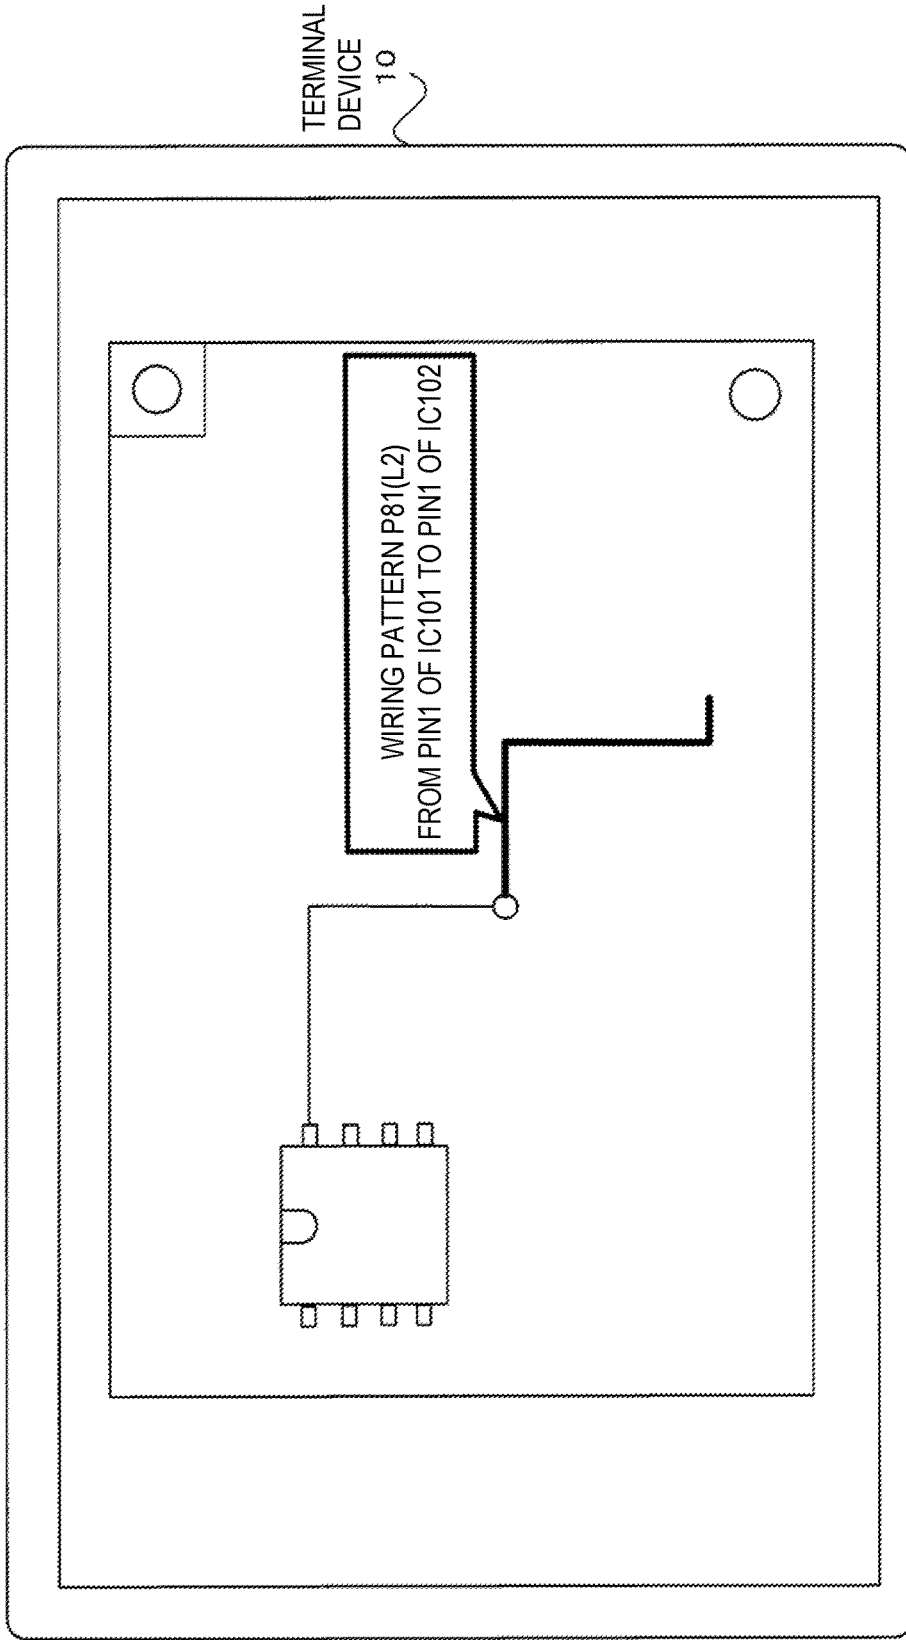 TERMINAL
DEVICE
10
WIRING PATTERN P81(L2)
FROM PIN1 OF IC101 TO PIN1 OF IC102